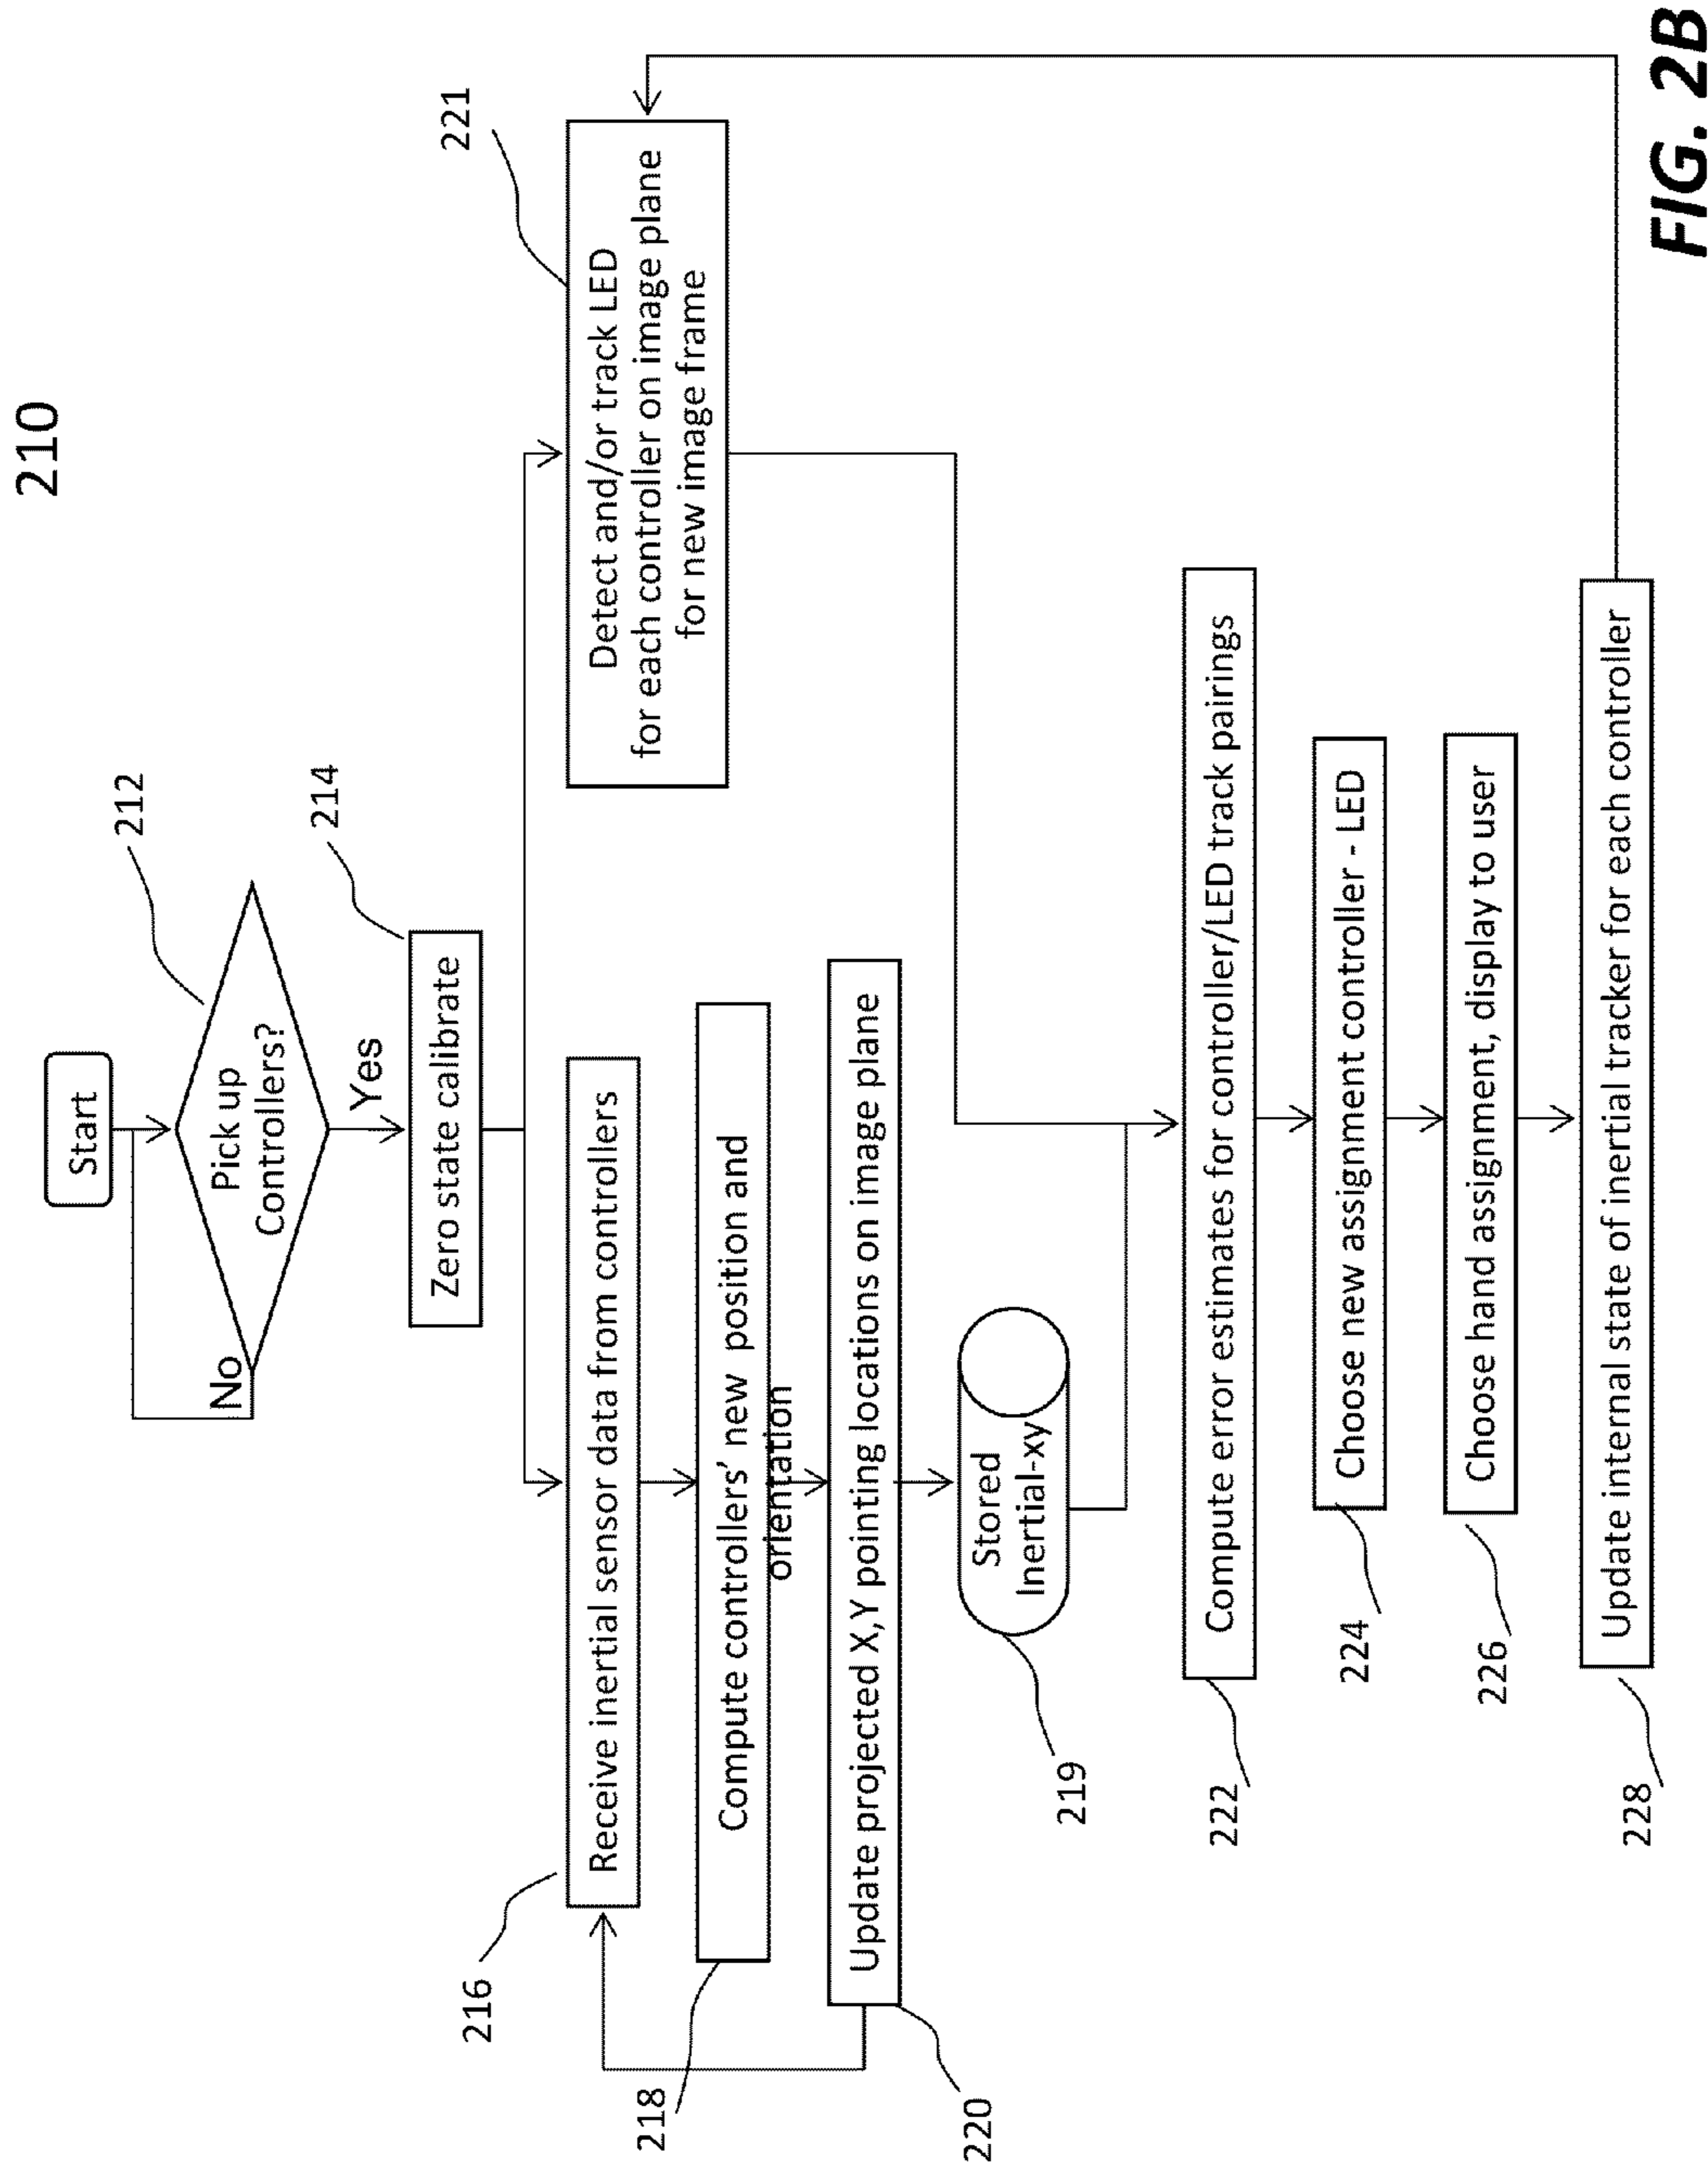 210
Start
Pick up
Controllers?
212
No
Yes
Zero state calibrate
214
216
Receive inertial sensor data from controllers
Detect and/or track LED
for each controller on image plane
for new image frame
221
218
Compute controllers’ new position and
orientation
Update projected X,Y pointing locations on image plane
220
Stored
Inertial-xy
219
Compute error estimates for controller/LED track pairings
222
Choose new assignment controller - LED
224
Choose hand assignment, display to user
226
Update internal state of inertial tracker for each controller
228
FIG. 2B